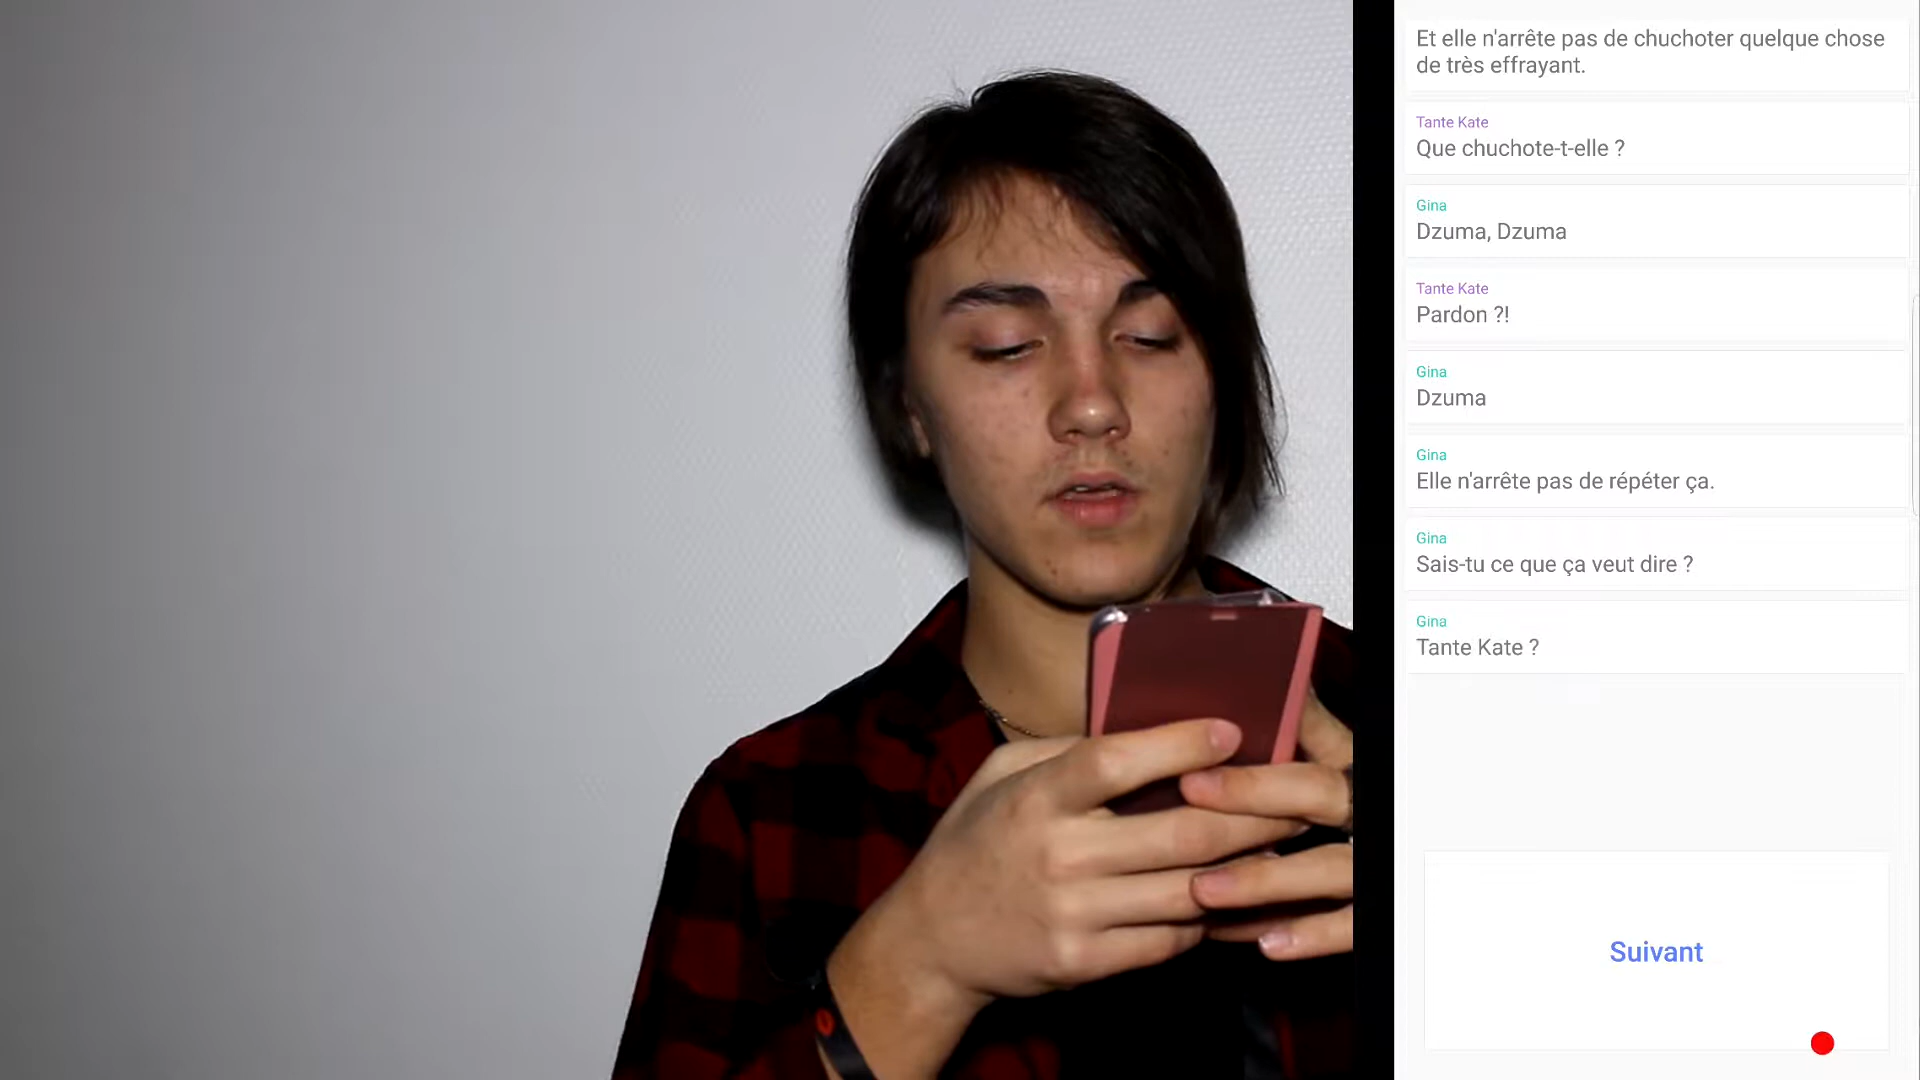 Et elle n'arrête pas de chuchoter quelque chose
de très effrayant.
Tante Kate
Que chuchote-t-elle ?
Gina
Dzuma, Dzuma
Tante Kate
Pardon ?!
Gina
Dzuma
Gina
Elle n'arrête pas de répéter ça.
Gina
Sais-tu ce que ça veut dire ?
Gina
Tante Kate ?
Suivant